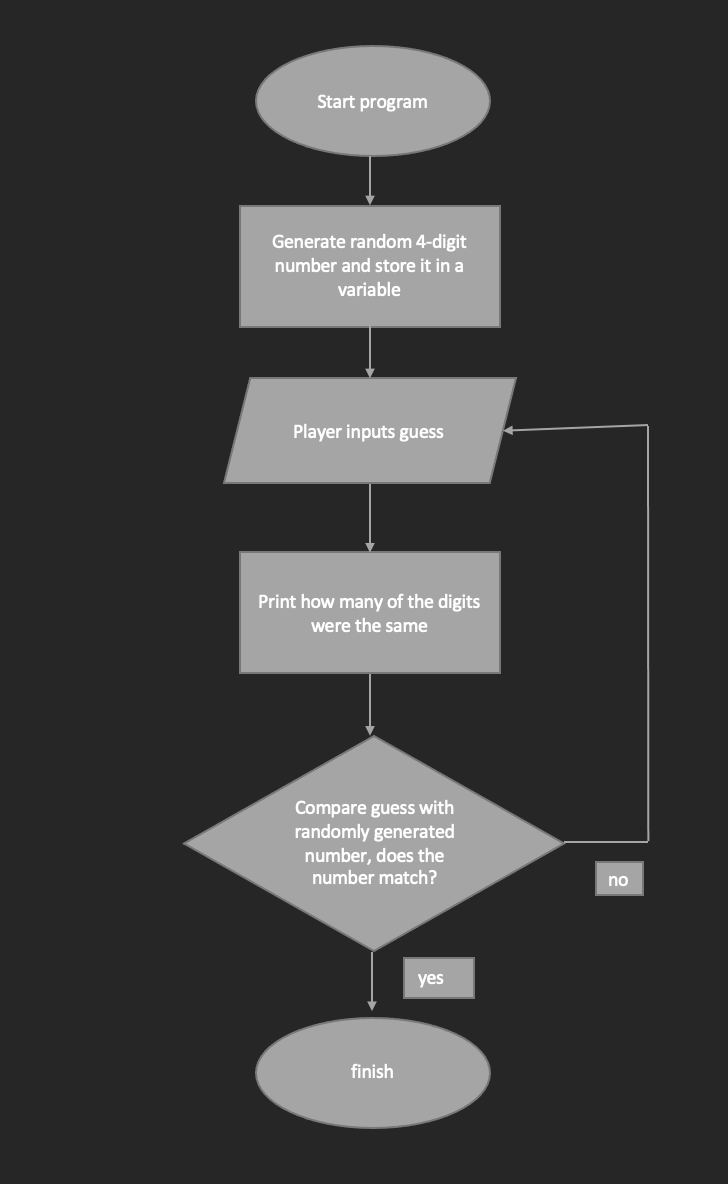 Start program
Generate random 4-digit
number and store it in a
variable
Player inputs guess
Print how many of the digits
were the same
Compare guess with
randomly generated
number, does the
number match?
no
yes
finish